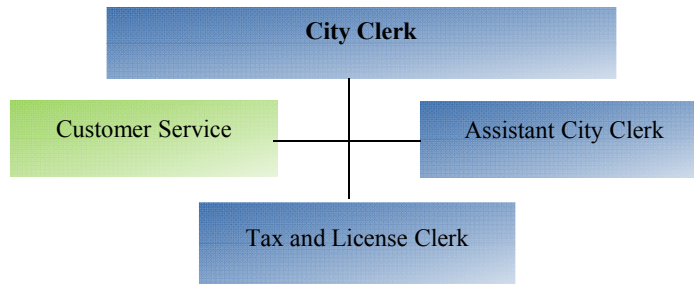 City Clerk
Customer Service
Assistant City Clerk
Tax and License Clerk